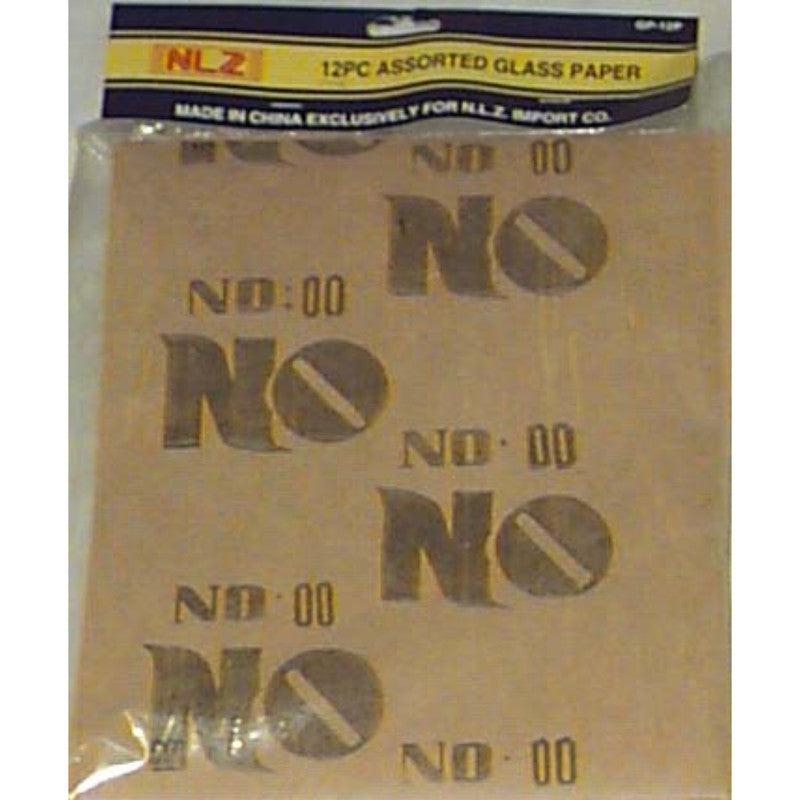 GP-12P
NLZ 12PC ASSORTED GLASS PAPER
MADE IN CHINA EXCLUSIVELY FOR N.L.Z. IMPORT CO.
NO
NO · 00
NO
NO: 00
NO
NO · 00
NO
NO · 00
NO
NO · 00